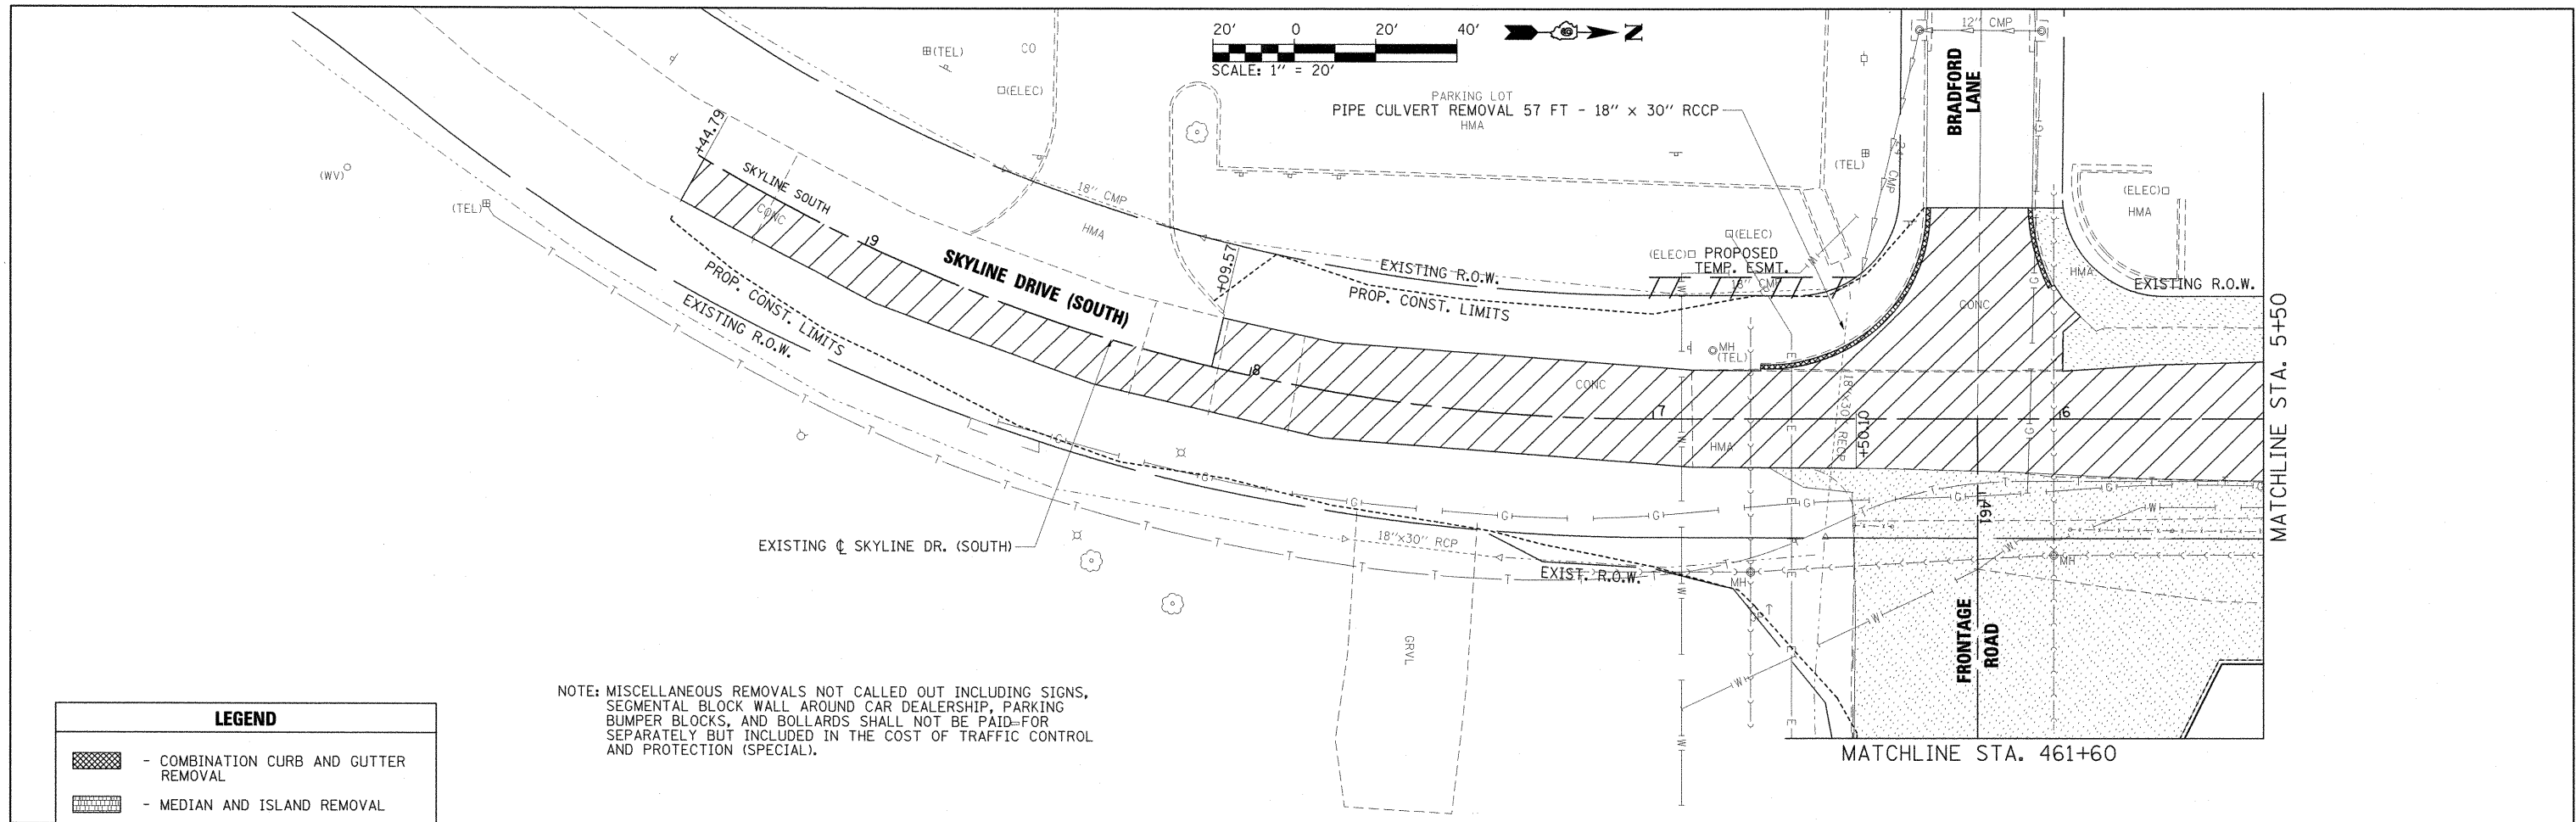 20' 0 20' 40'
SCALE: 1" = 20'
N
12" CMP
BRADFORD
LANE
(TEL)
CO
(ELEC)
PARKING LOT
PIPE CULVERT REMOVAL 57 FT - 18" x 30" RCCP
HMA
(TEL)
24" CMP
G
(ELEC)
HMA
(WV)
(TEL)
+44.79
SKYLINE SOUTH
CONC
9
18" CMP
HMA
SKYLINE DRIVE (SOUTH)
+09.57
EXISTING R.O.W.
PROP. CONST. LIMITS
(ELEC)
(ELEC)
PROPOSED
TEMP. ESMT.
18" CMP
HMA
CONC
EXISTING R.O.W.
PROP. CONST. LIMITS
EXISTING R.O.W.
MH
(TEL)
8
CONC
7
HMA
18"x30" RCCP
+50.10
6
MATCHLINE STA. 5+50
461
EXISTING ℄ SKYLINE DR. (SOUTH)
18"x30" RCP
EXIST. R.O.W.
MH
MH
GRVL
FRONTAGE
ROAD
MATCHLINE STA. 461+60
NOTE: MISCELLANEOUS REMOVALS NOT CALLED OUT INCLUDING SIGNS,
SEGMENTAL BLOCK WALL AROUND CAR DEALERSHIP, PARKING
BUMPER BLOCKS, AND BOLLARDS SHALL NOT BE PAID FOR
SEPARATELY BUT INCLUDED IN THE COST OF TRAFFIC CONTROL
AND PROTECTION (SPECIAL).
LEGEND
- COMBINATION CURB AND GUTTER
REMOVAL
- MEDIAN AND ISLAND REMOVAL